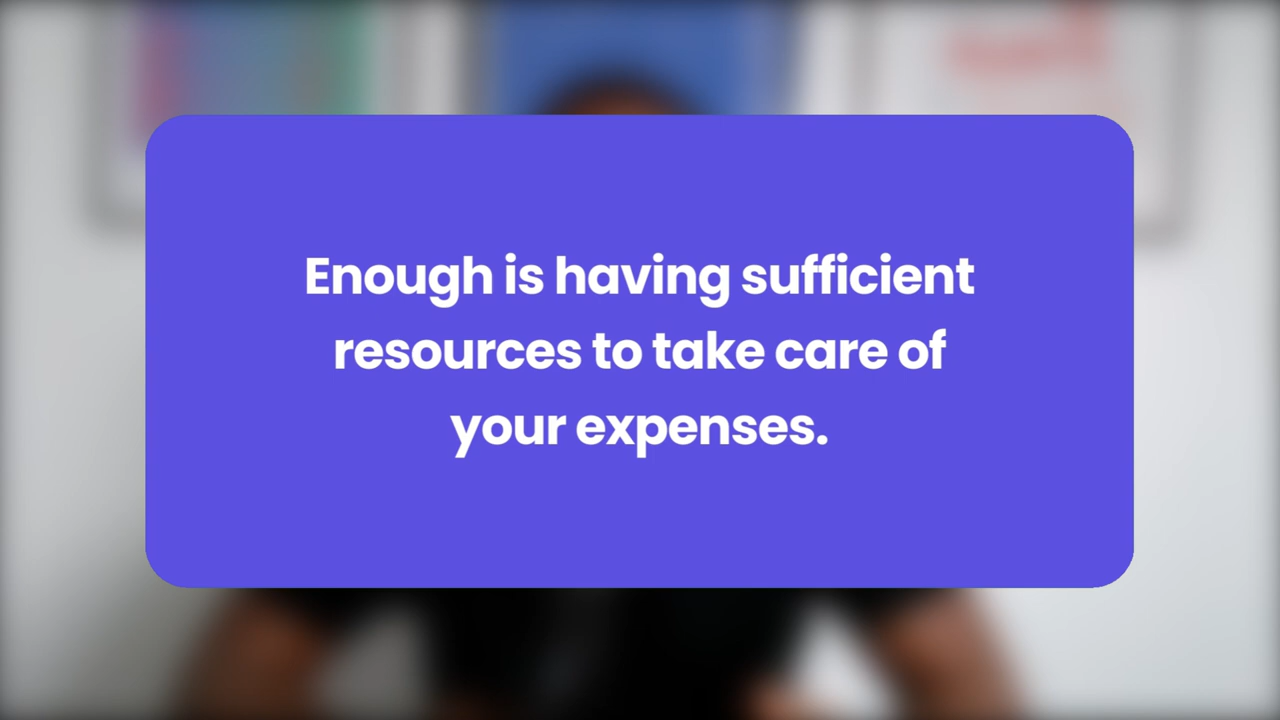 Enough is having sufficient
resources to take care of
your expenses.